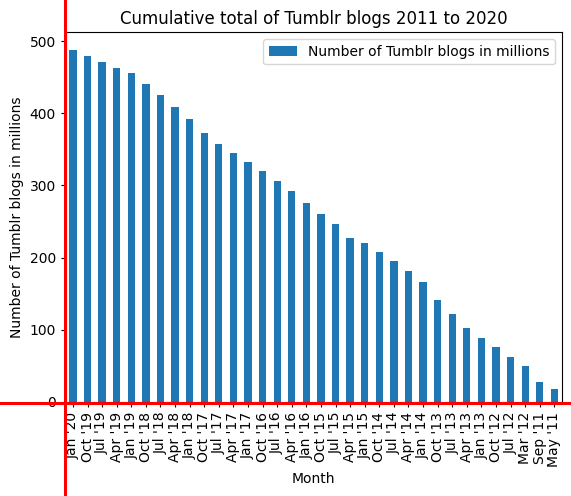 Cumulative total of Tumblr blogs 2011 to 2020
Number of Tumblr blogs in millions
Number of Tumblr blogs in millions
500
400
300
200
100
0
Jan '20
Oct '19
Jul '19
Apr '19
Jan '19
Oct '18
Jul '18
Apr '18
Jan '18
Oct '17
Jul '17
Apr '17
Jan '17
Oct '16
Jul '16
Apr '16
Jan '16
Oct '15
Jul '15
Apr '15
Jan '15
Oct '14
Jul '14
Apr '14
Jan '14
Oct '13
Jul '13
Apr '13
Jan '13
Oct '12
Jul '12
Mar '12
Sep '11
May '11
Month